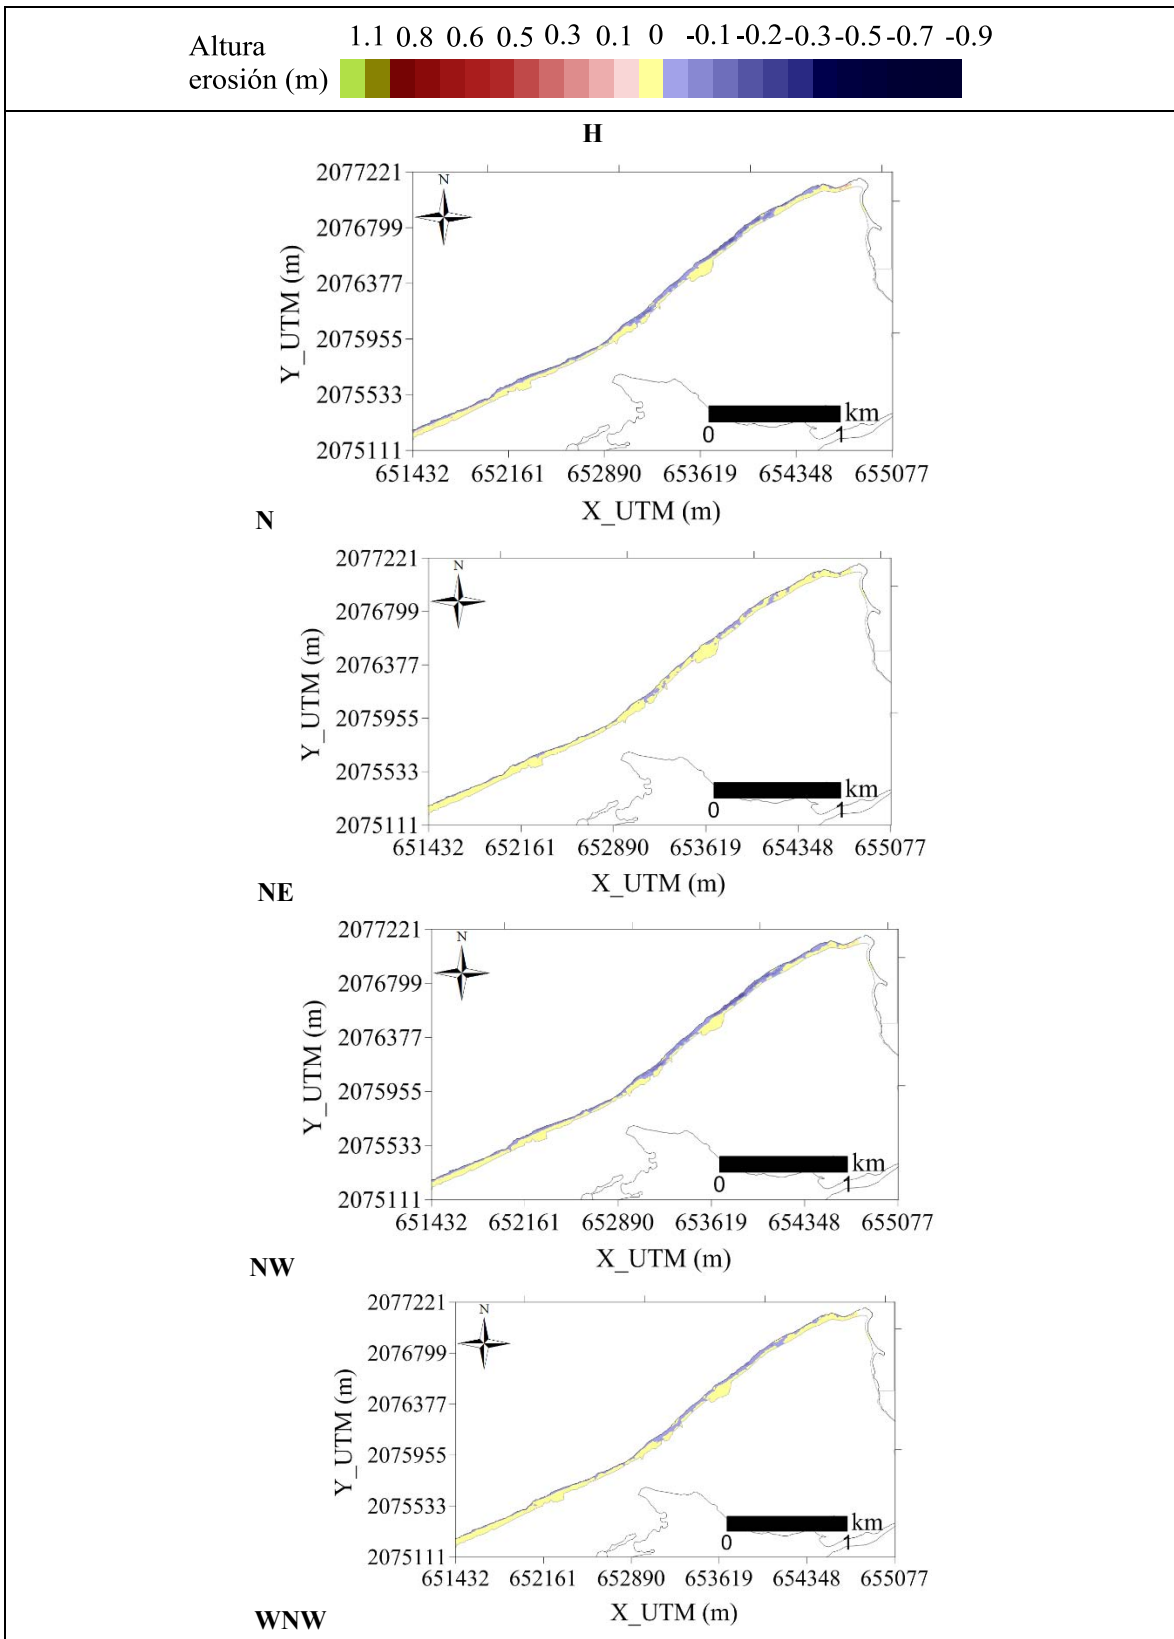 Altura
erosión (m)
1.1 0.8 0.6 0.5 0.3 0.1 0 -0.1 -0.2 -0.3 -0.5 -0.7 -0.9
H
N
2077221
2076799
2076377
2075955
2075533
2075111
Y_UTM (m)
km
0 1
651432 652161 652890 653619 654348 655077
X_UTM (m)
N
N
2077221
2076799
2076377
2075955
2075533
2075111
Y_UTM (m)
km
0 1
651432 652161 652890 653619 654348 655077
X_UTM (m)
NE
N
2077221
2076799
2076377
2075955
2075533
2075111
Y_UTM (m)
km
0 1
651432 652161 652890 653619 654348 655077
X_UTM (m)
NW
N
2077221
2076799
2076377
2075955
2075533
2075111
Y_UTM (m)
km
0 1
651432 652161 652890 653619 654348 655077
X_UTM (m)
WNW